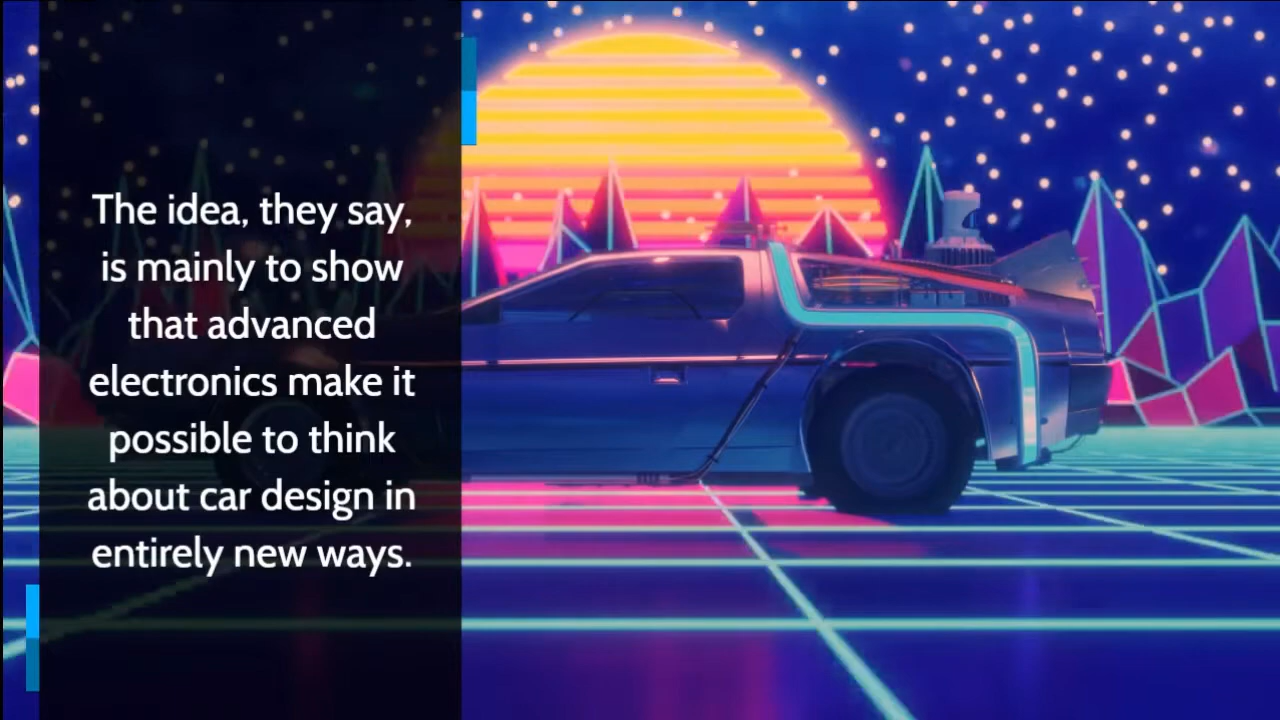 The idea, they say,
is mainly to show
that advanced
electronics make it
possible to think
about car design in
entirely new ways.